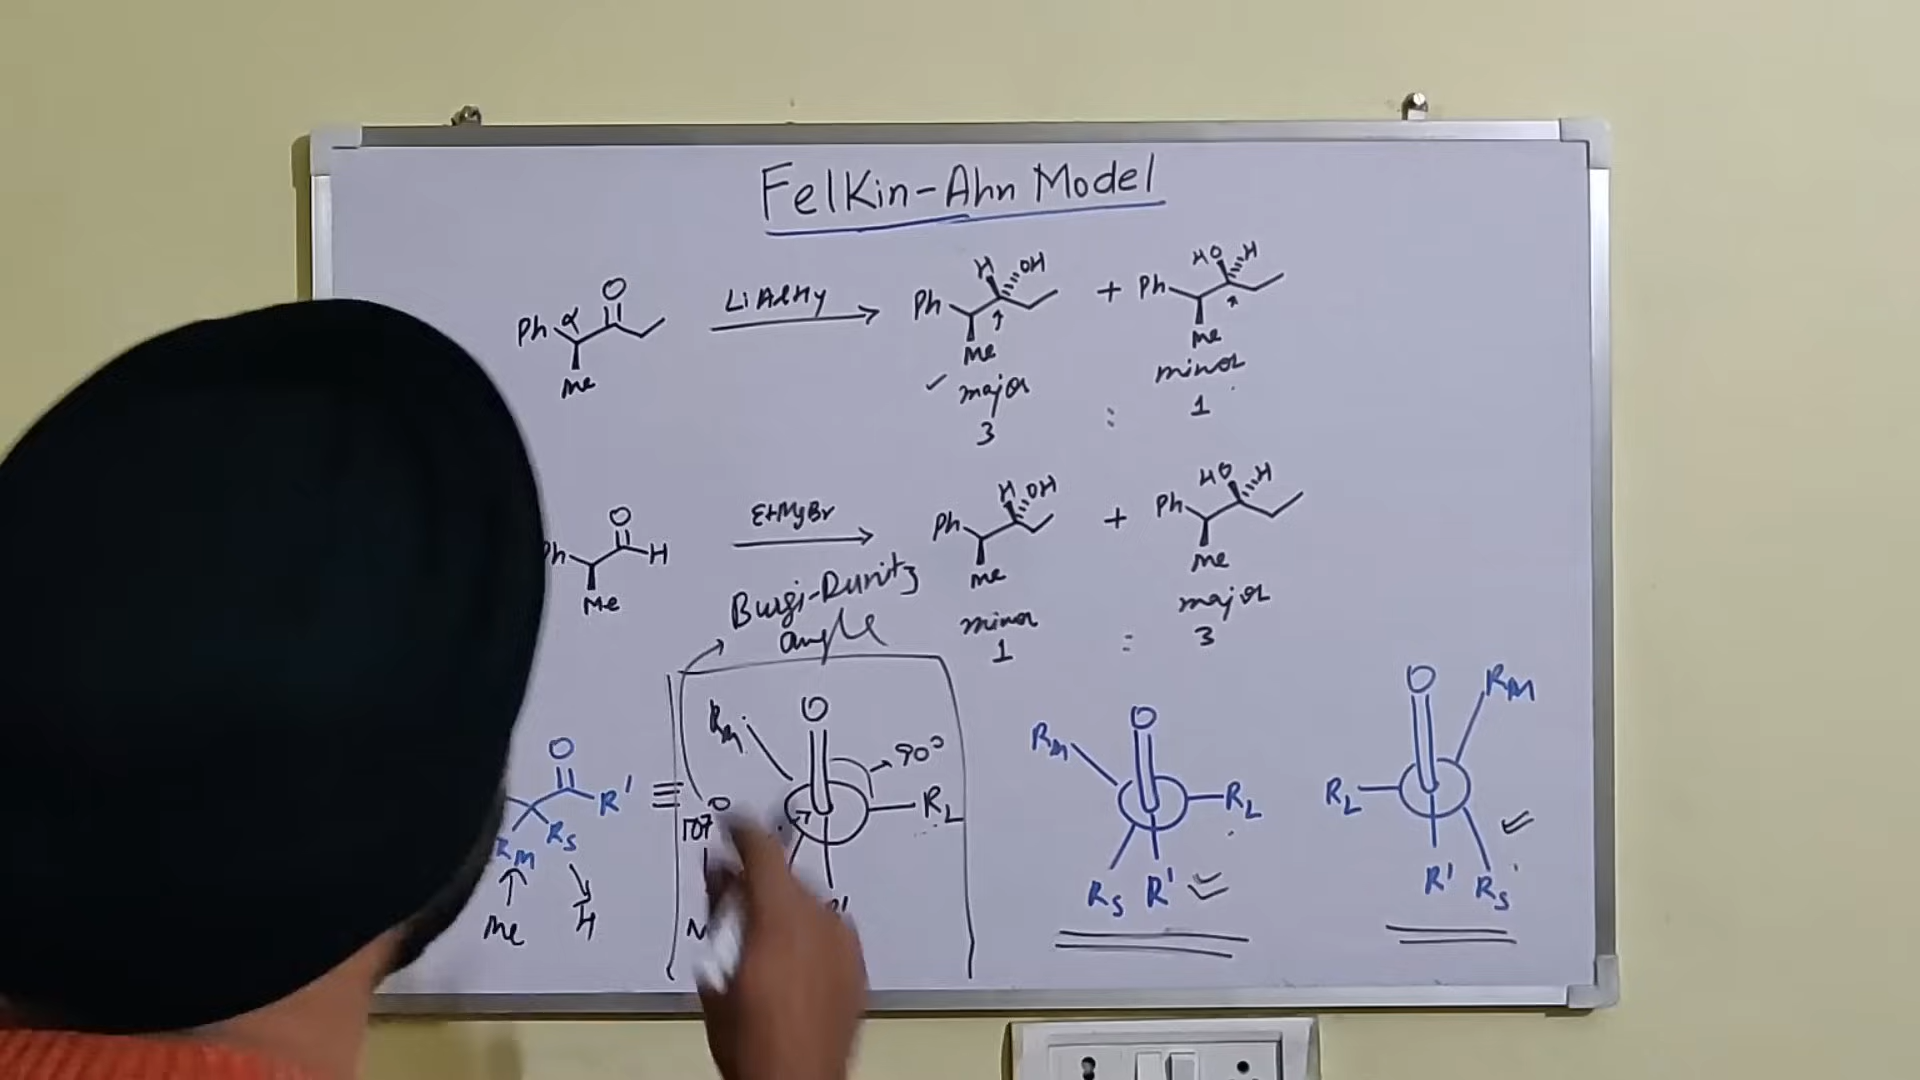 Felkin-Ahn Model
Ph α O Me
LiAlH4
Ph H OH Me
+
Ph HO H Me
major
minor
3 : 1
Ph O H Me
EtMgBr
Ph H OH Me
+
Ph HO H Me
minor
major
1 : 3
Burgi-Dunitz
angle
O R' RM RS
Me H
≡
107
RM O 90° RL
RM O RL RS R'
O RM RL R' RS